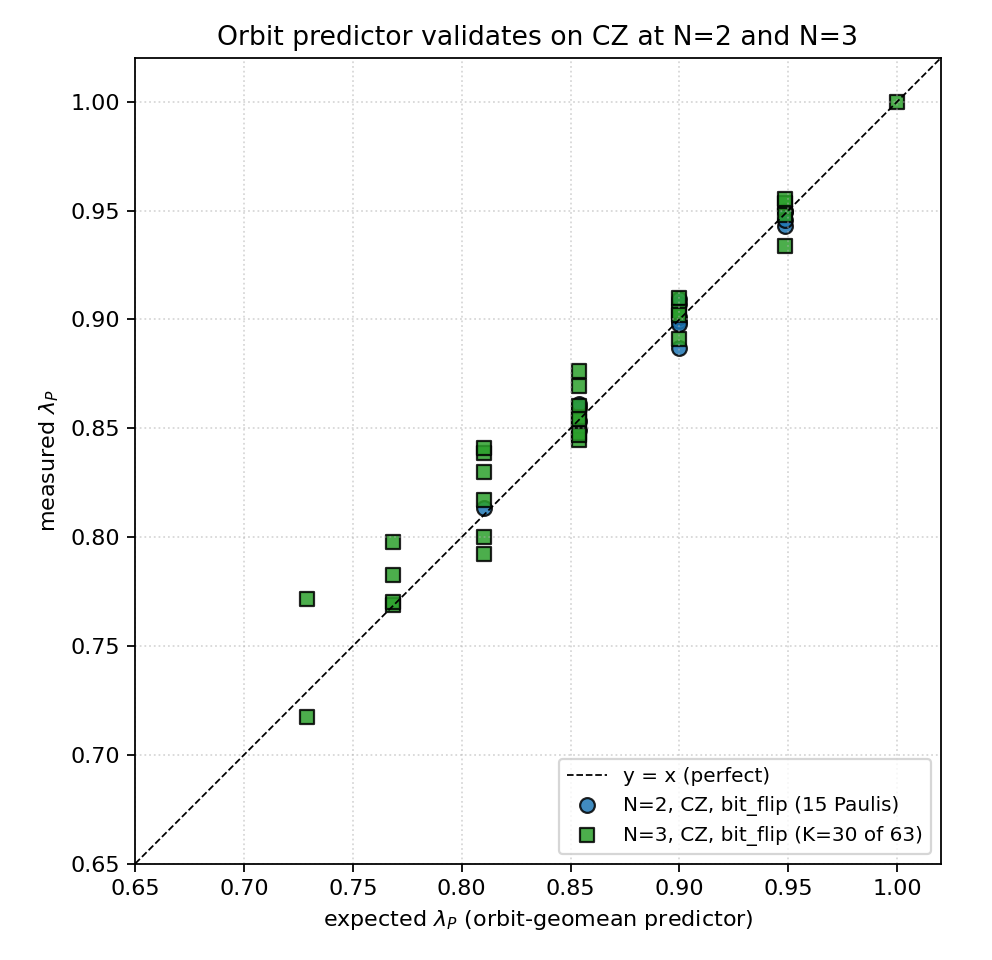 Orbit predictor validates on CZ at N=2 and N=3
measured λP
1.00
0.95
0.90
0.85
0.80
0.75
0.70
0.65
0.65 0.70 0.75 0.80 0.85 0.90 0.95 1.00
expected λP (orbit-geomean predictor)
y = x (perfect)
N=2, CZ, bit_flip (15 Paulis)
N=3, CZ, bit_flip (K=30 of 63)